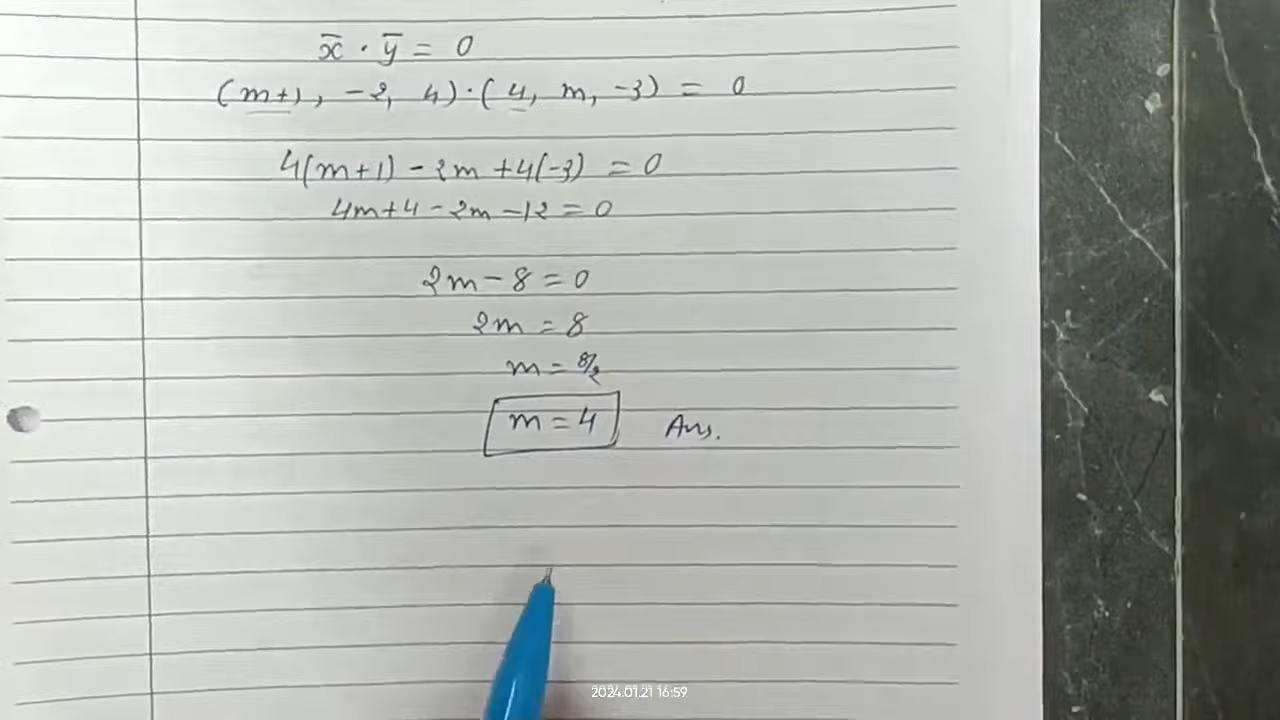 x̅ · y̅ = 0
(m+1, -2, 4)·(4, m, -3) = 0
4(m+1) - 2m + 4(-3) = 0
4m+4 - 2m - 12 = 0
2m - 8 = 0
2m = 8
m = 8/2
m = 4 Ans.
2024.01.21 16:59